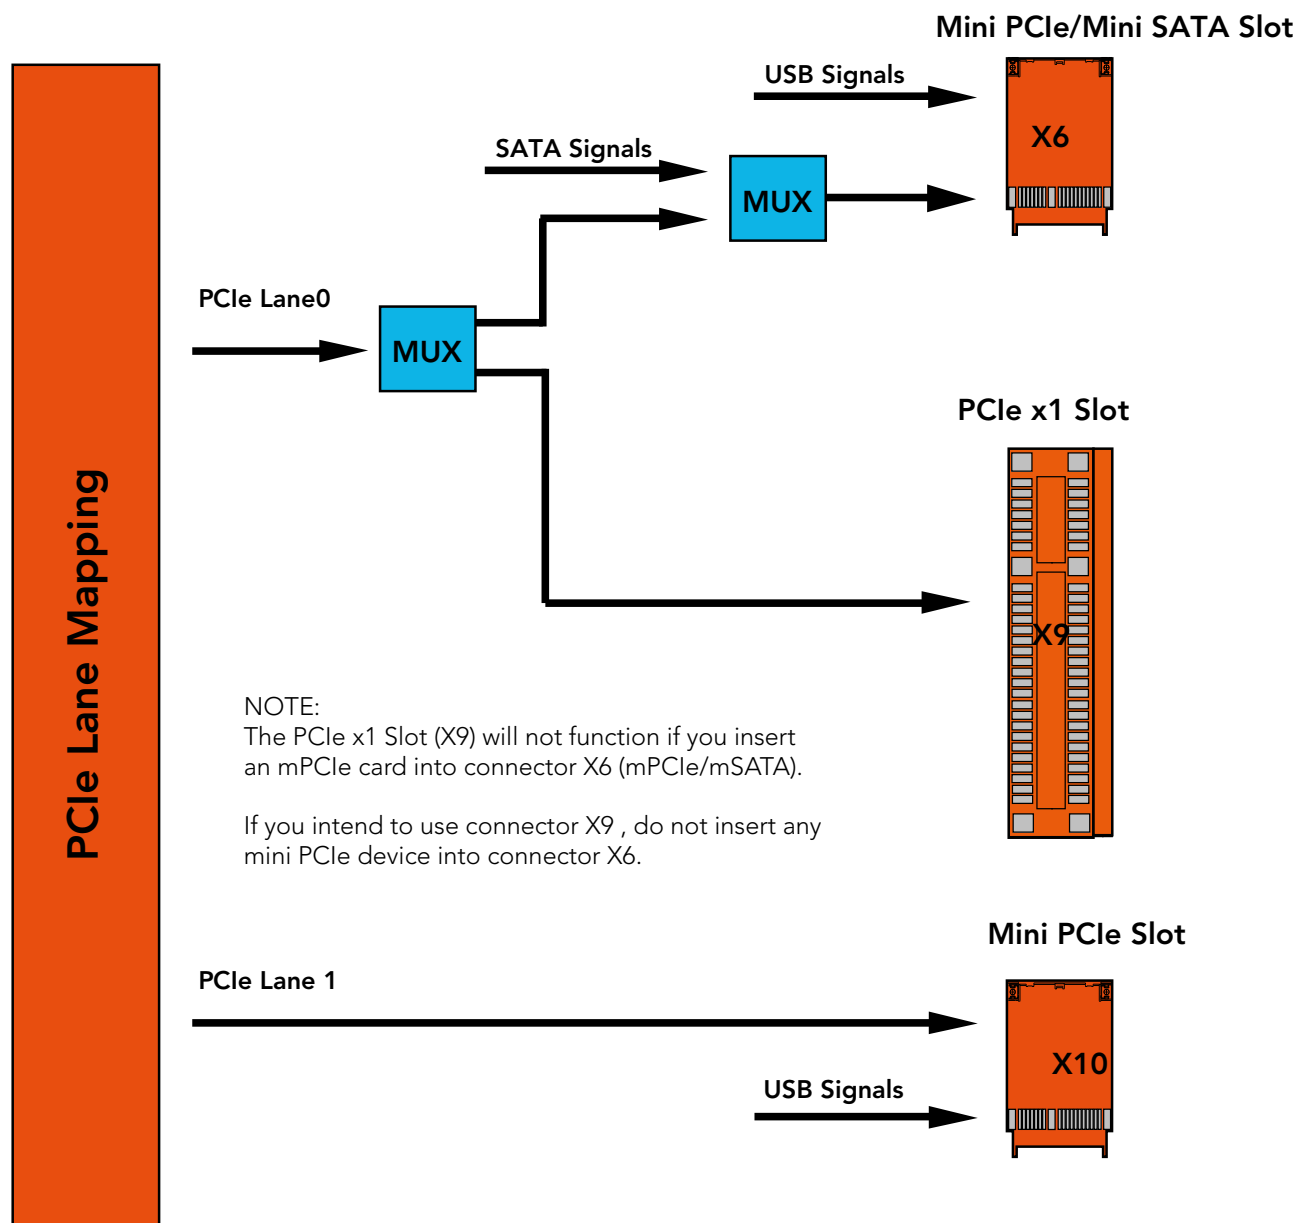 Mini PCIe/Mini SATA Slot
USB Signals
X6
SATA Signals
MUX
PCIe Lane0
MUX
PCIe x1 Slot
X9
PCIe Lane Mapping
NOTE:
The PCIe x1 Slot (X9) will not function if you insert
an mPCIe card into connector X6 (mPCIe/mSATA).
If you intend to use connector X9 , do not insert any
mini PCIe device into connector X6.
Mini PCIe Slot
PCIe Lane 1
X10
USB Signals